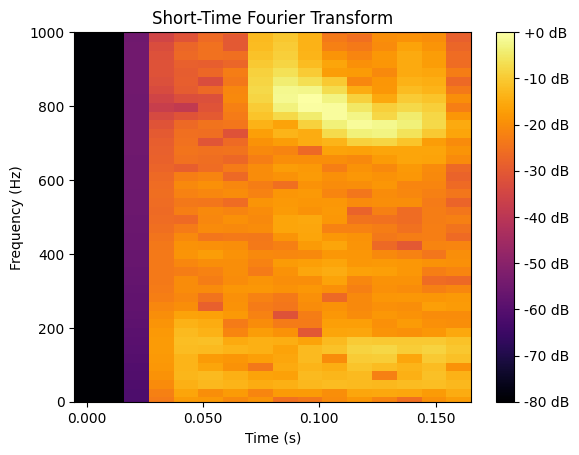 Short-Time Fourier Transform
1000
800
600
400
200
0
Frequency (Hz)
0.000
0.050
0.100
0.150
Time (s)
+0 dB
-10 dB
-20 dB
-30 dB
-40 dB
-50 dB
-60 dB
-70 dB
-80 dB